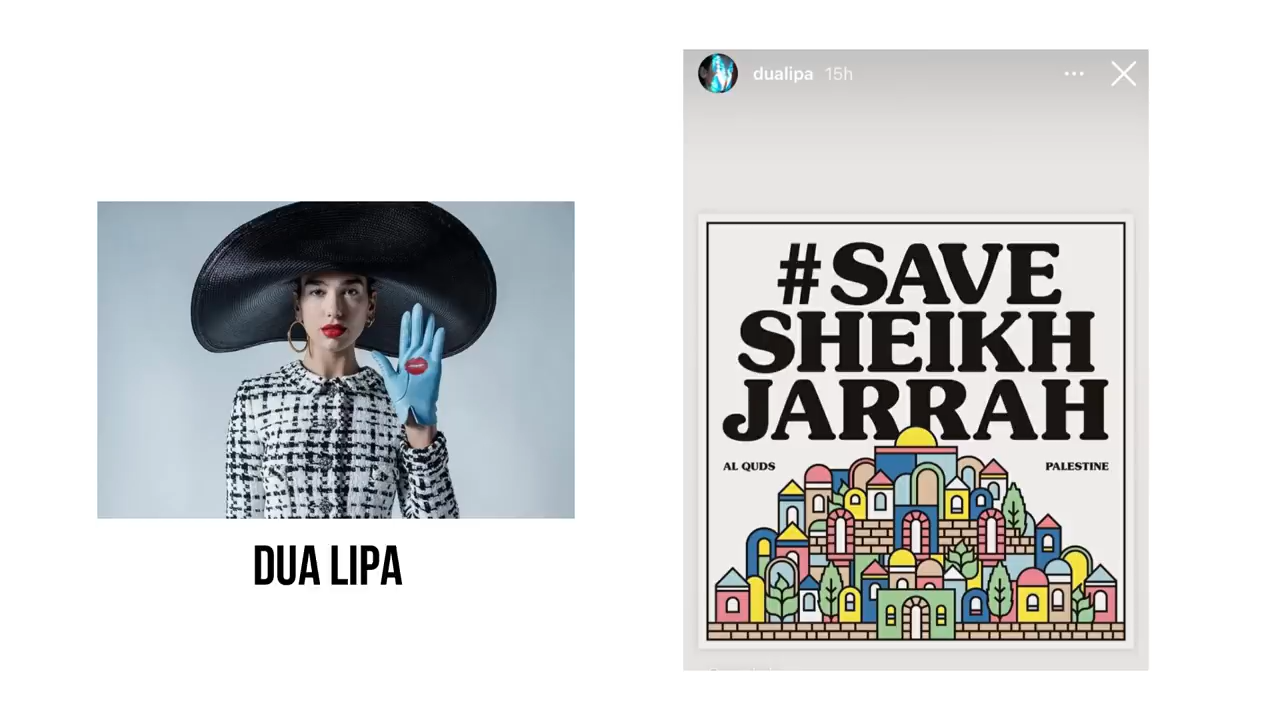 dualipa 15h
#SAVE
SHEIKH
JARRAH
AL QUDS PALESTINE
DUA LIPA